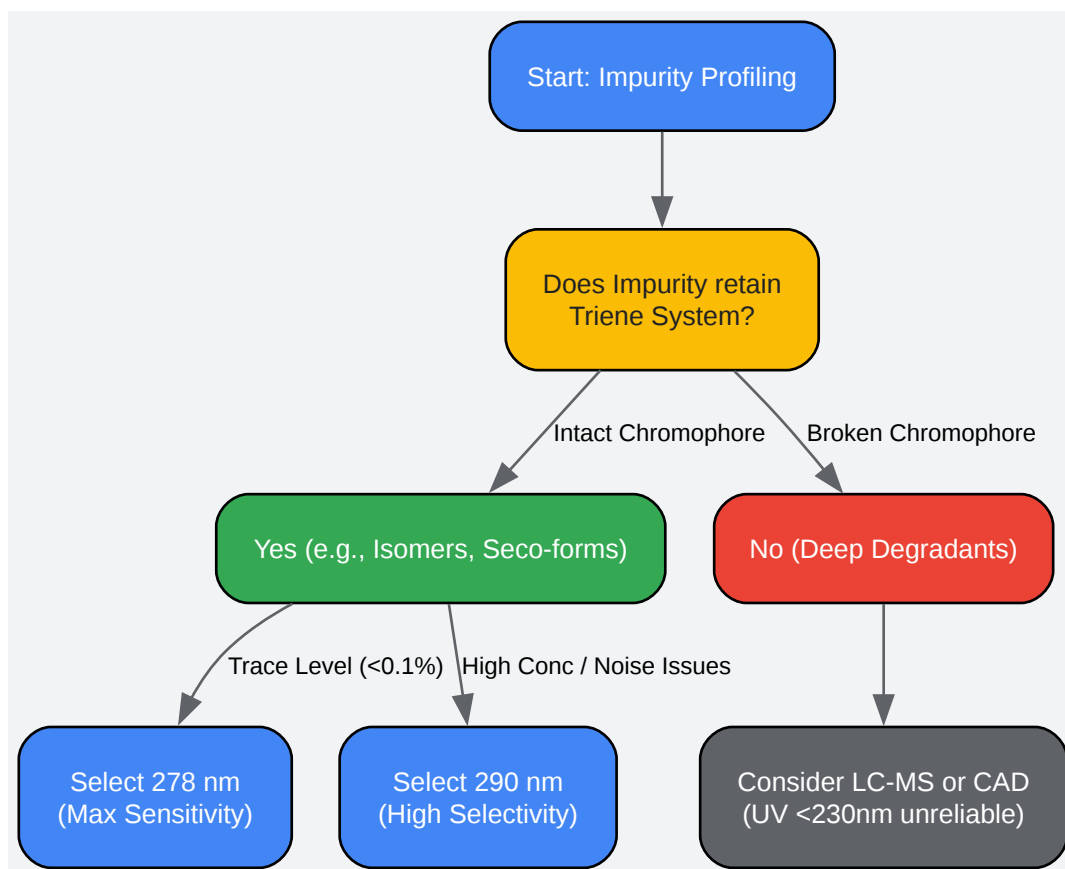 Start: Impurity Profiling
Does Impurity retain
Triene System?
Intact Chromophore
Broken Chromophore
Yes (e.g., Isomers, Seco-forms)
No (Deep Degradants)
Trace Level (<0.1%)
High Conc / Noise Issues
Select 278 nm
(Max Sensitivity)
Select 290 nm
(High Selectivity)
Consider LC-MS or CAD
(UV <230nm unreliable)